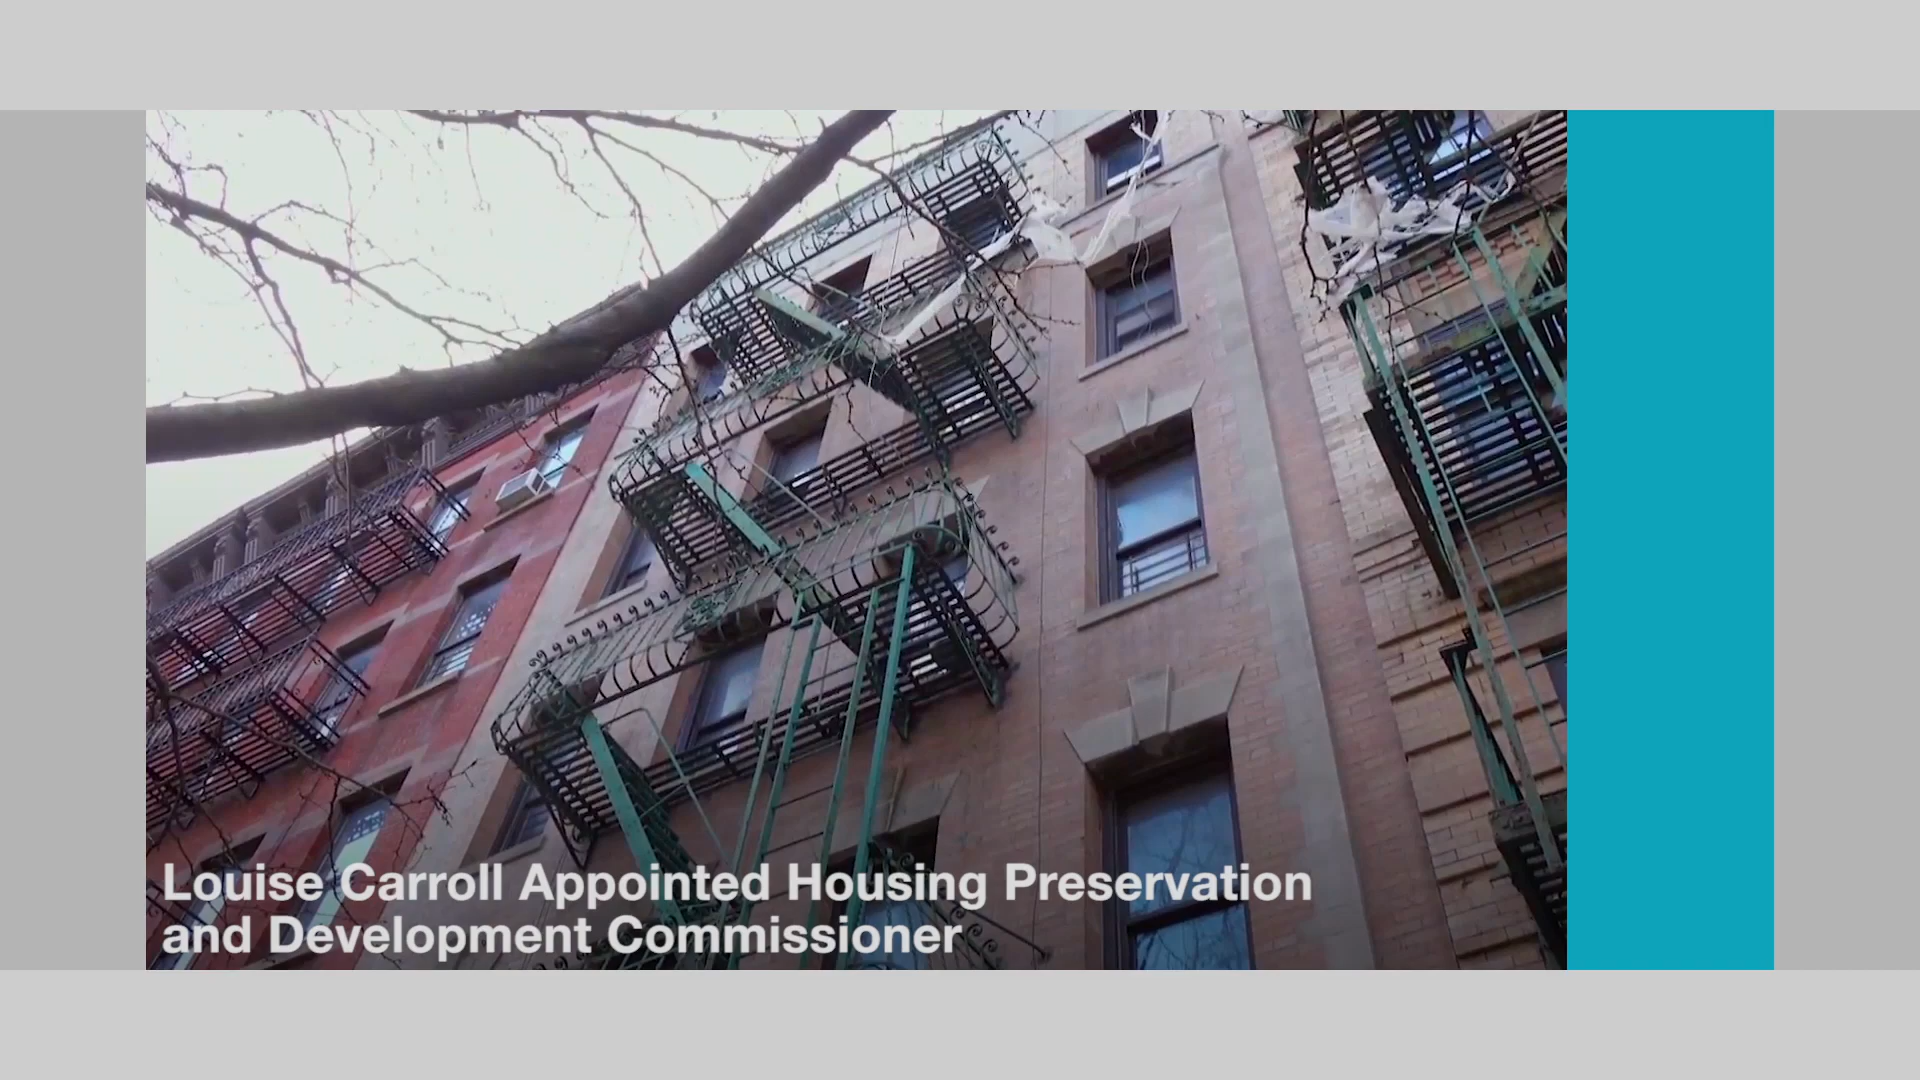 Louise Carroll Appointed Housing Preservation
and Development Commissioner